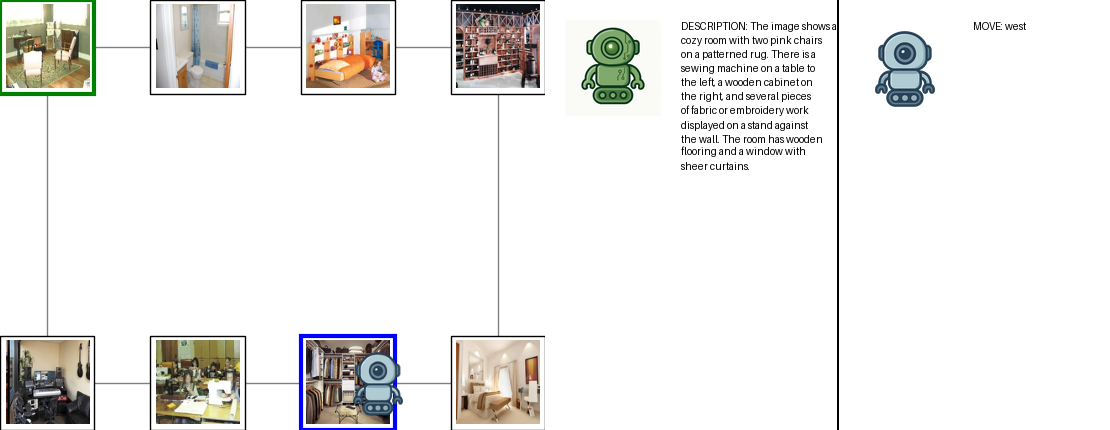 DESCRIPTION: The image shows a
cozy room with two pink chairs
on a patterned rug. There is a
sewing machine on a table to
the left, a wooden cabinet on
the right, and several pieces
of fabric or embroidery work
displayed on a stand against
the wall. The room has wooden
flooring and a window with
sheer curtains.
MOVE: west